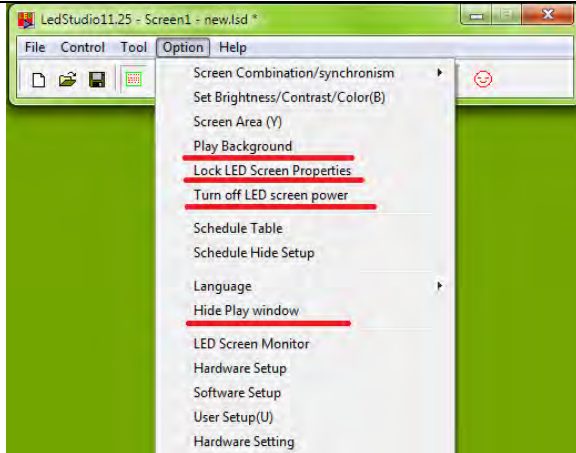 LedStudio11.25 - Screen1 - new.lsd *
File Control Tool Option Help
Screen Combination/synchronism
Set Brightness/Contrast/Color(B)
Screen Area (Y)
Play Background
Lock LED Screen Properties
Turn off LED screen power
Schedule Table
Schedule Hide Setup
Language
Hide Play window
LED Screen Monitor
Hardware Setup
Software Setup
User Setup(U)
Hardware Setting